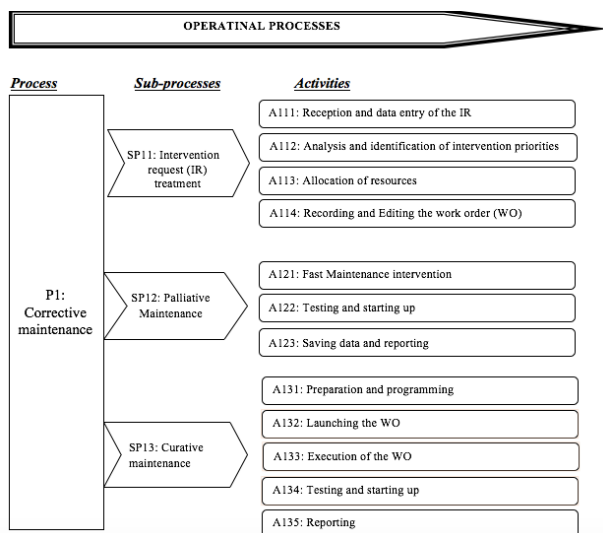 OPERATINAL PROCESSES
Process
Sub-processes
Activities
P1:
Corrective
maintenance
SP11: Intervention
request (IR)
treatment
A111: Reception and data entry of the IR
A112: Analysis and identification of intervention priorities
A113: Allocation of resources
A114: Recording and Editing the work order (WO)
SP12: Palliative
Maintenance
A121: Fast Maintenance intervention
A122: Testing and starting up
A123: Saving data and reporting
SP13: Curative
maintenance
A131: Preparation and programming
A132: Launching the WO
A133: Execution of the WO
A134: Testing and starting up
A135: Reporting